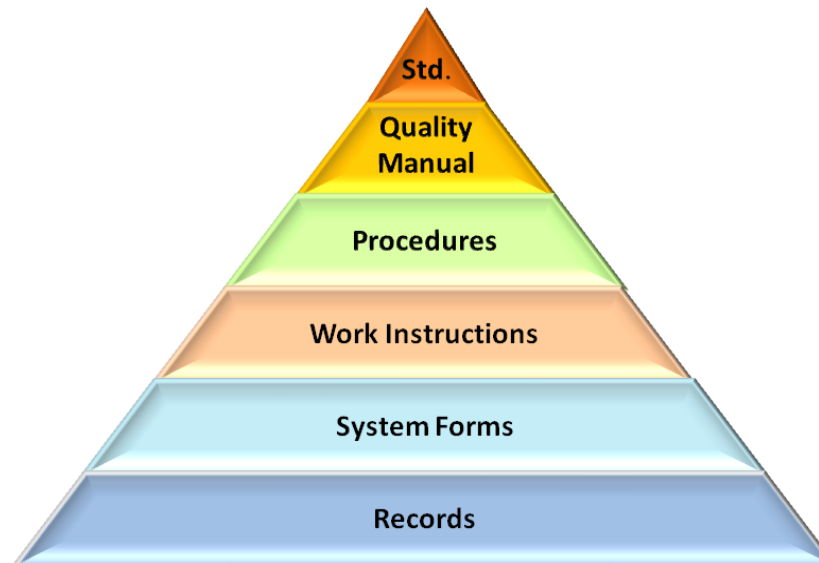 Std.
Quality
Manual
Procedures
Work Instructions
System Forms
Records